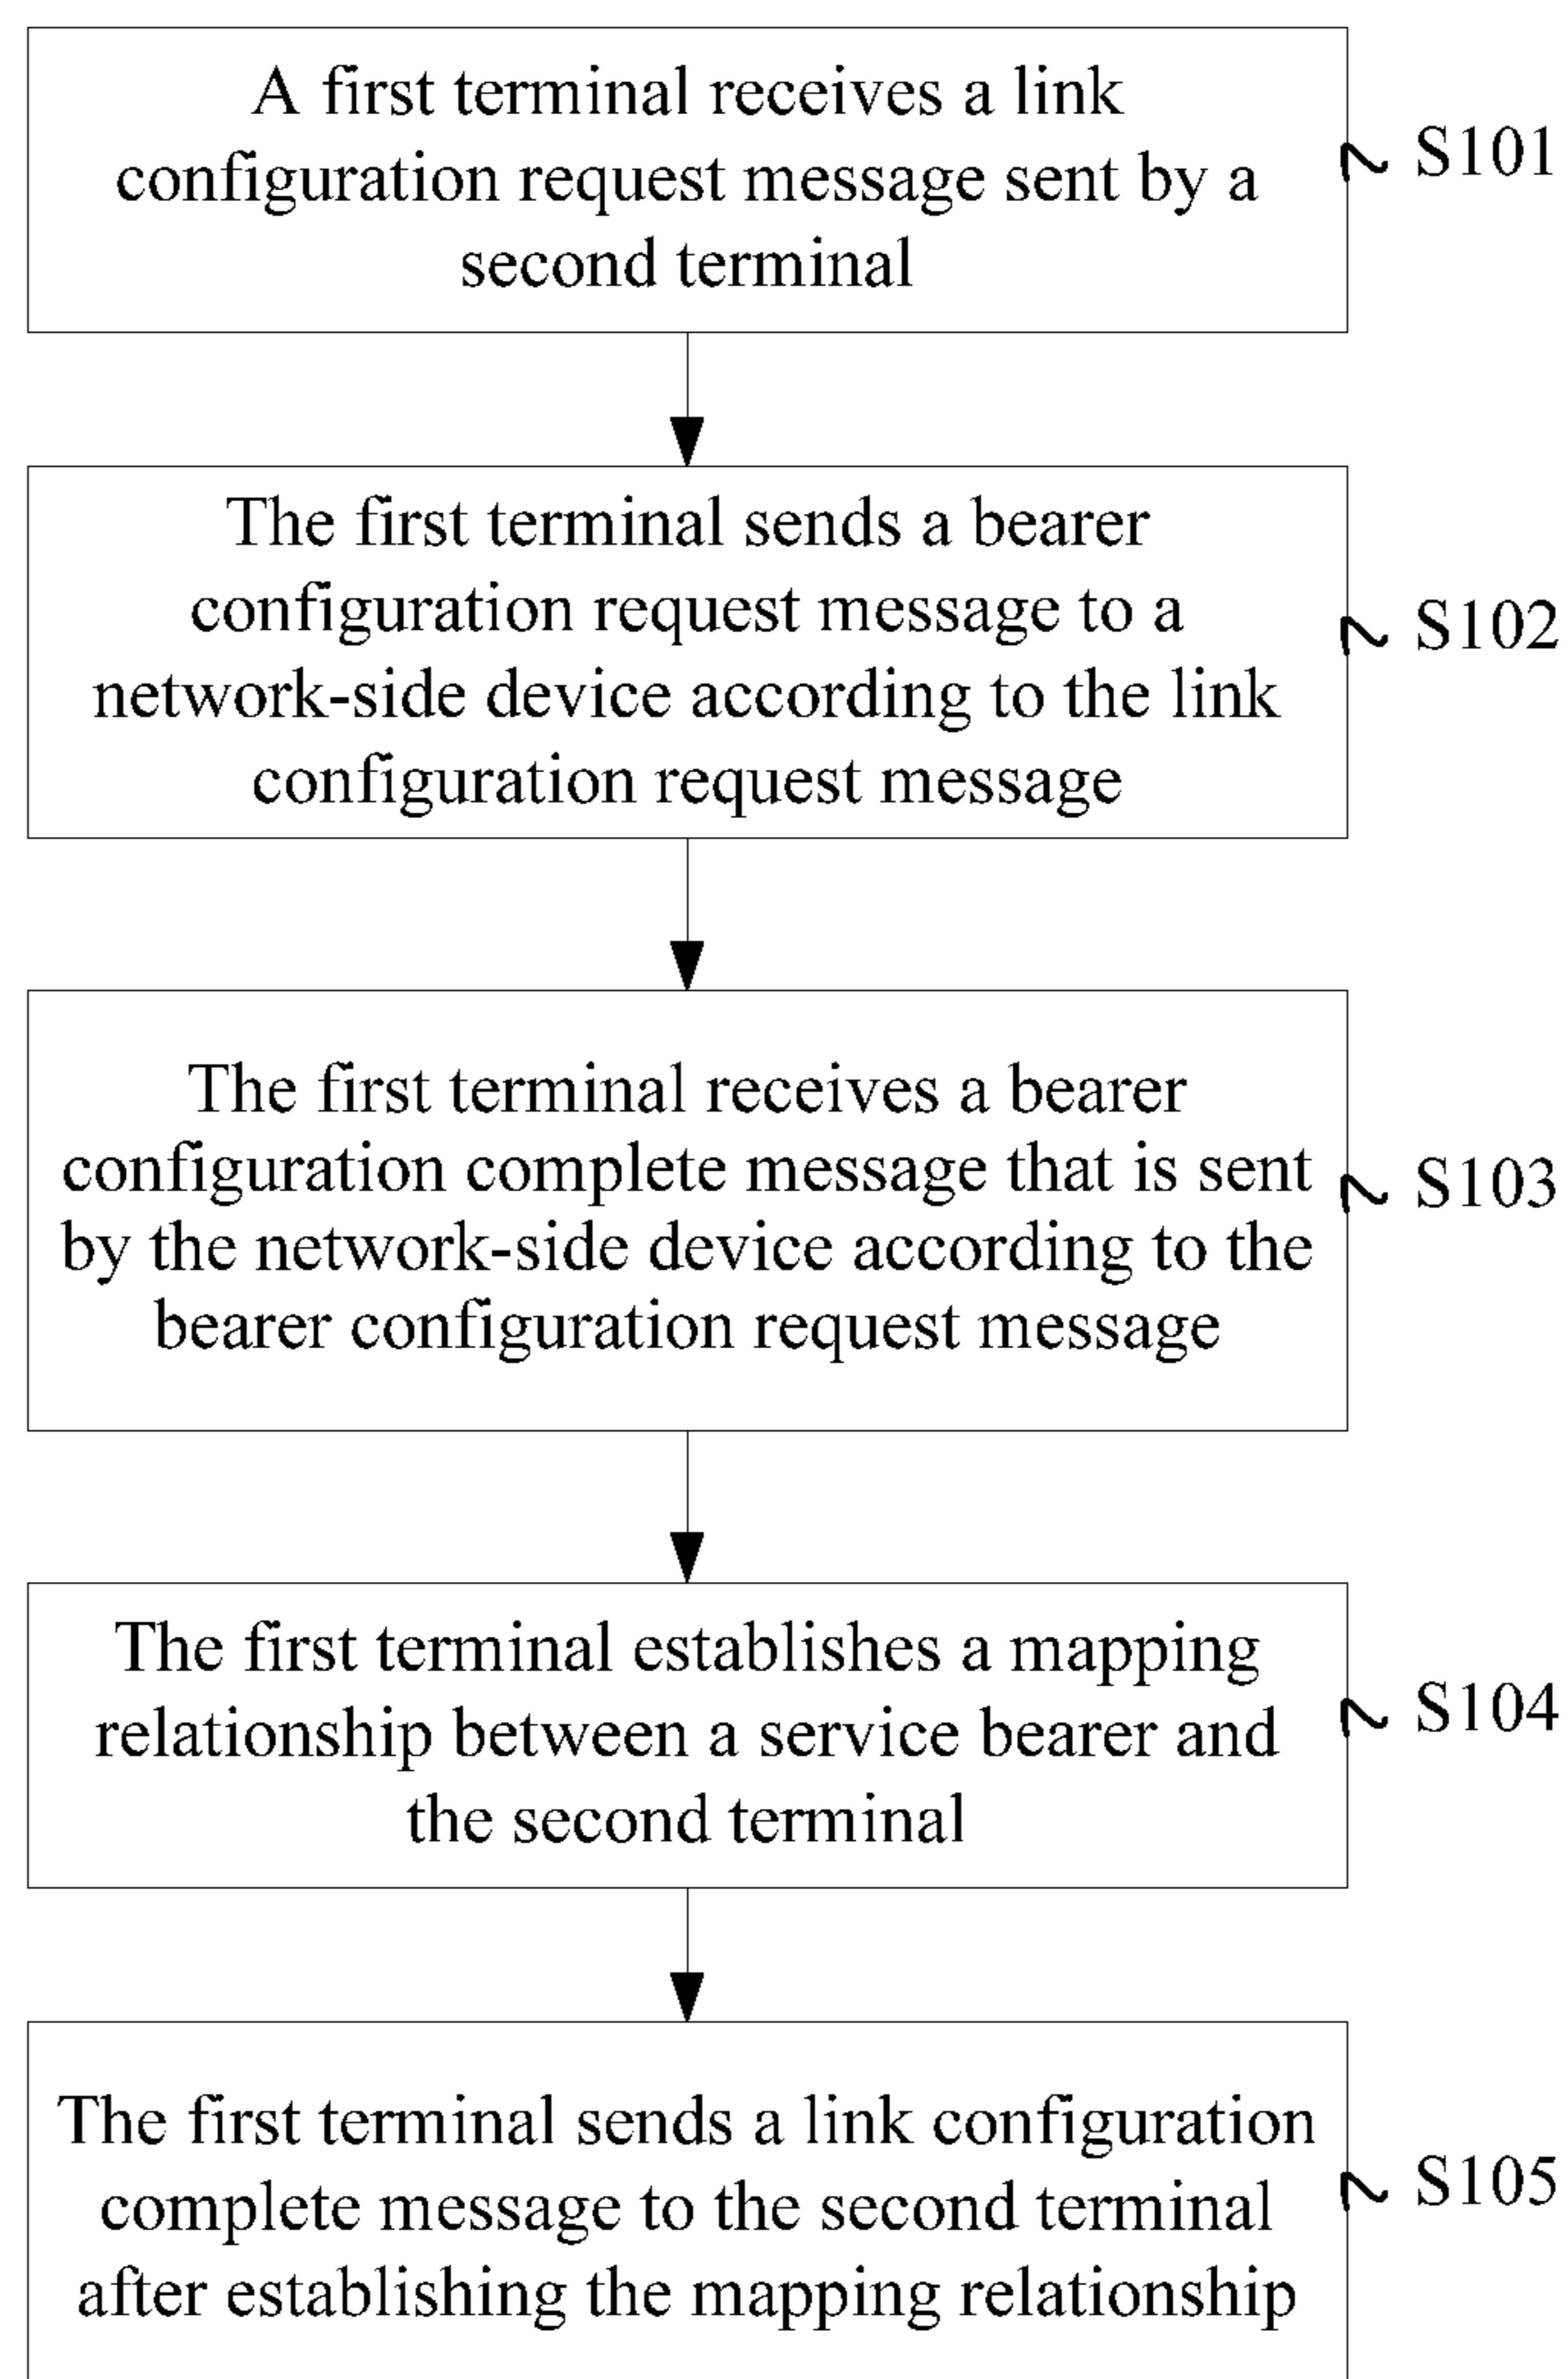 A first terminal receives a link
configuration request message sent by a
second terminal
S101
The first terminal sends a bearer
configuration request message to a
network-side device according to the link
configuration request message
S102
The first terminal receives a bearer
configuration complete message that is sent
by the network-side device according to the
bearer configuration request message
S103
The first terminal establishes a mapping
relationship between a service bearer and
the second terminal
S104
The first terminal sends a link configuration
complete message to the second terminal
after establishing the mapping relationship
S105